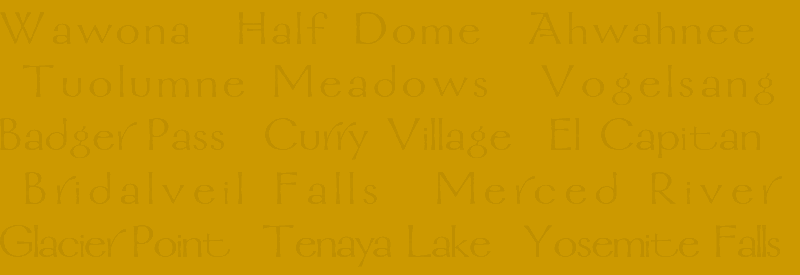 Wawona Half Dome Ahwahnee
Tuolumne Meadows Vogelsang
Badger Pass Curry Village El Capitan
Bridalveil Falls Merced River
Glacier Point Tenaya Lake Yosemite Falls